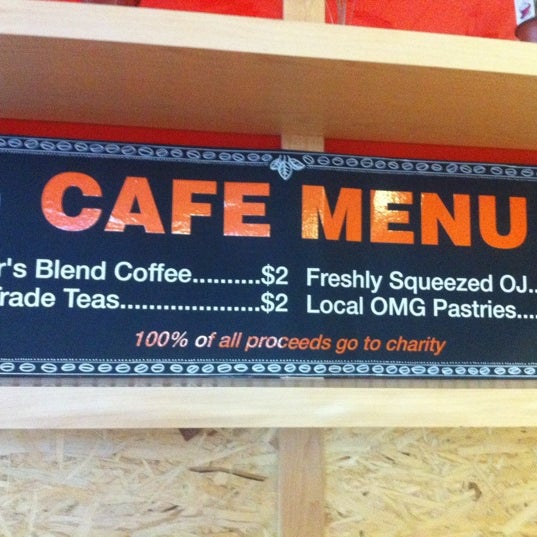 CAFE MENU
r's Blend Coffee..........$2
Trade Teas....................$2
Freshly Squeezed OJ..
Local OMG Pastries....
100% of all proceeds go to charity